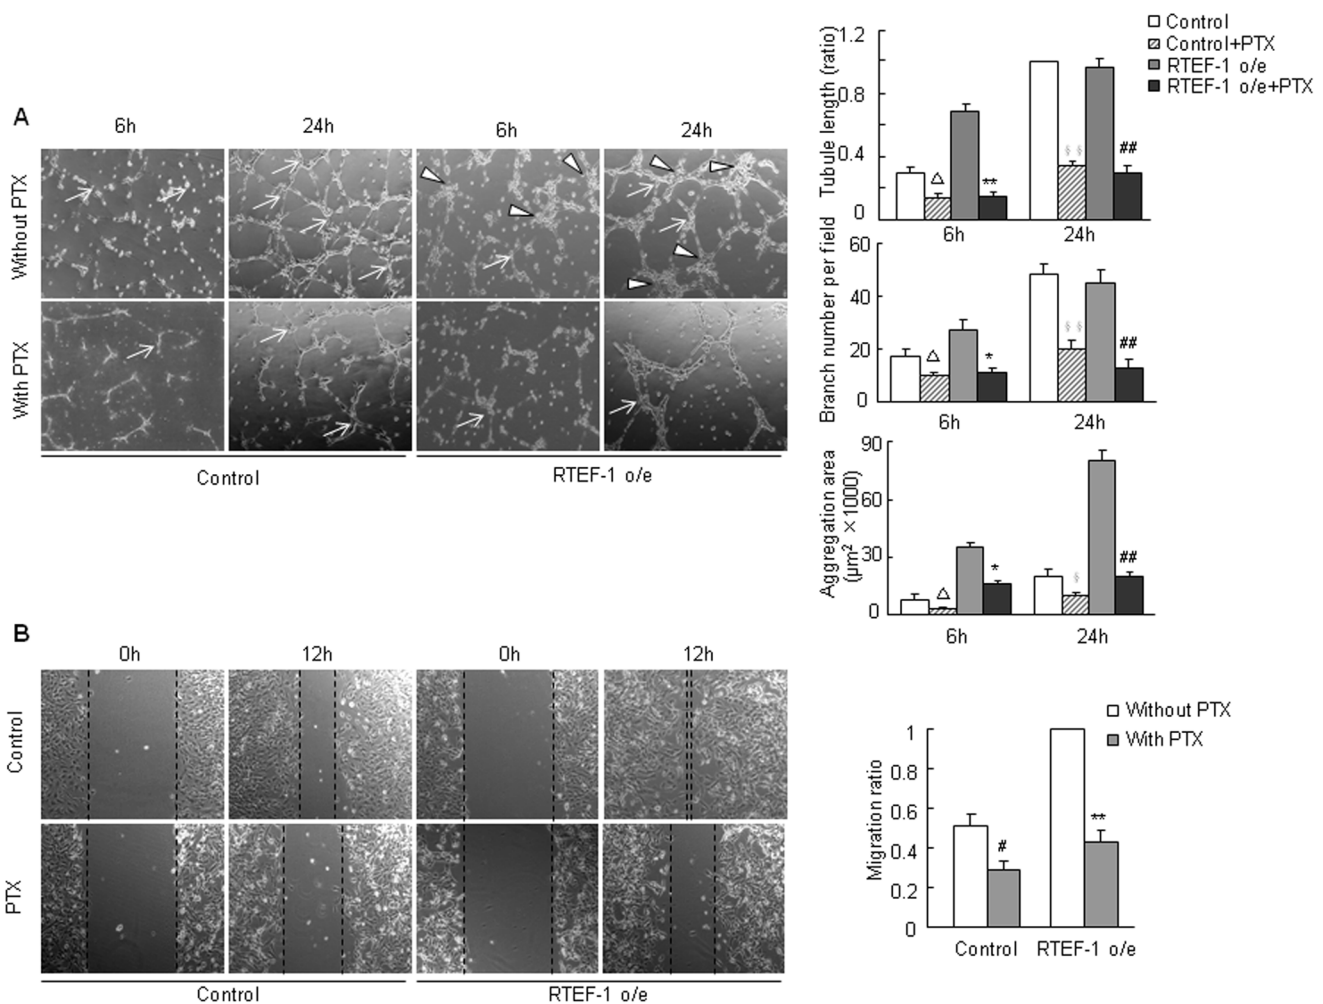 A
6h
24h
6h
24h
Without PTX
With PTX
Control
RTEF-1 o/e
Control
Control+PTX
RTEF-1 o/e
RTEF-1 o/e+PTX
Tubule length (ratio)
1.2
0.8
0.4
0
△
**
§ §
##
6h
24h
Branch number per field
60
40
20
0
△
*
§ §
##
6h
24h
Aggregation area
(µm² ×1000)
90
60
30
0
△
*
§
##
6h
24h
B
0h
12h
0h
12h
Control
PTX
Control
RTEF-1 o/e
Without PTX
With PTX
Migration ratio
1
0.8
0.6
0.4
0.2
0
#
**
Control
RTEF-1 o/e